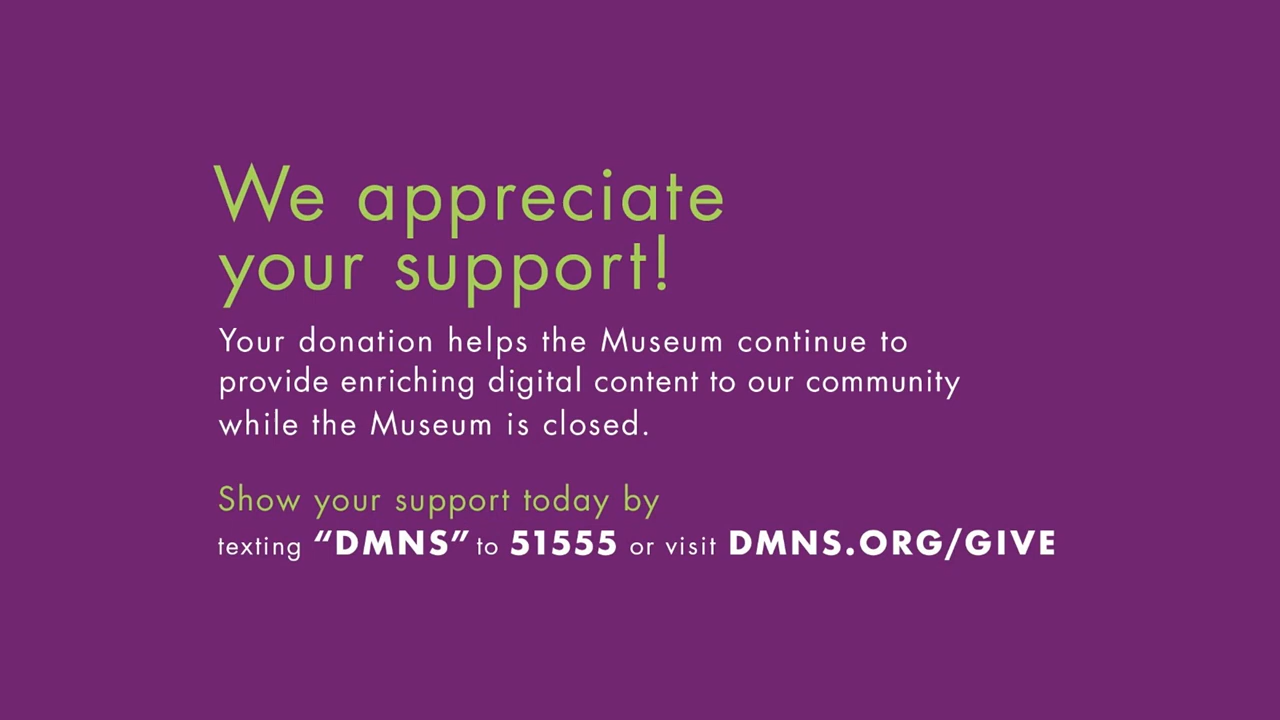 We appreciate
your support!
Your donation helps the Museum continue to
provide enriching digital content to our community
while the Museum is closed.
Show your support today by
texting “DMNS” to 51555 or visit DMNS.ORG/GIVE